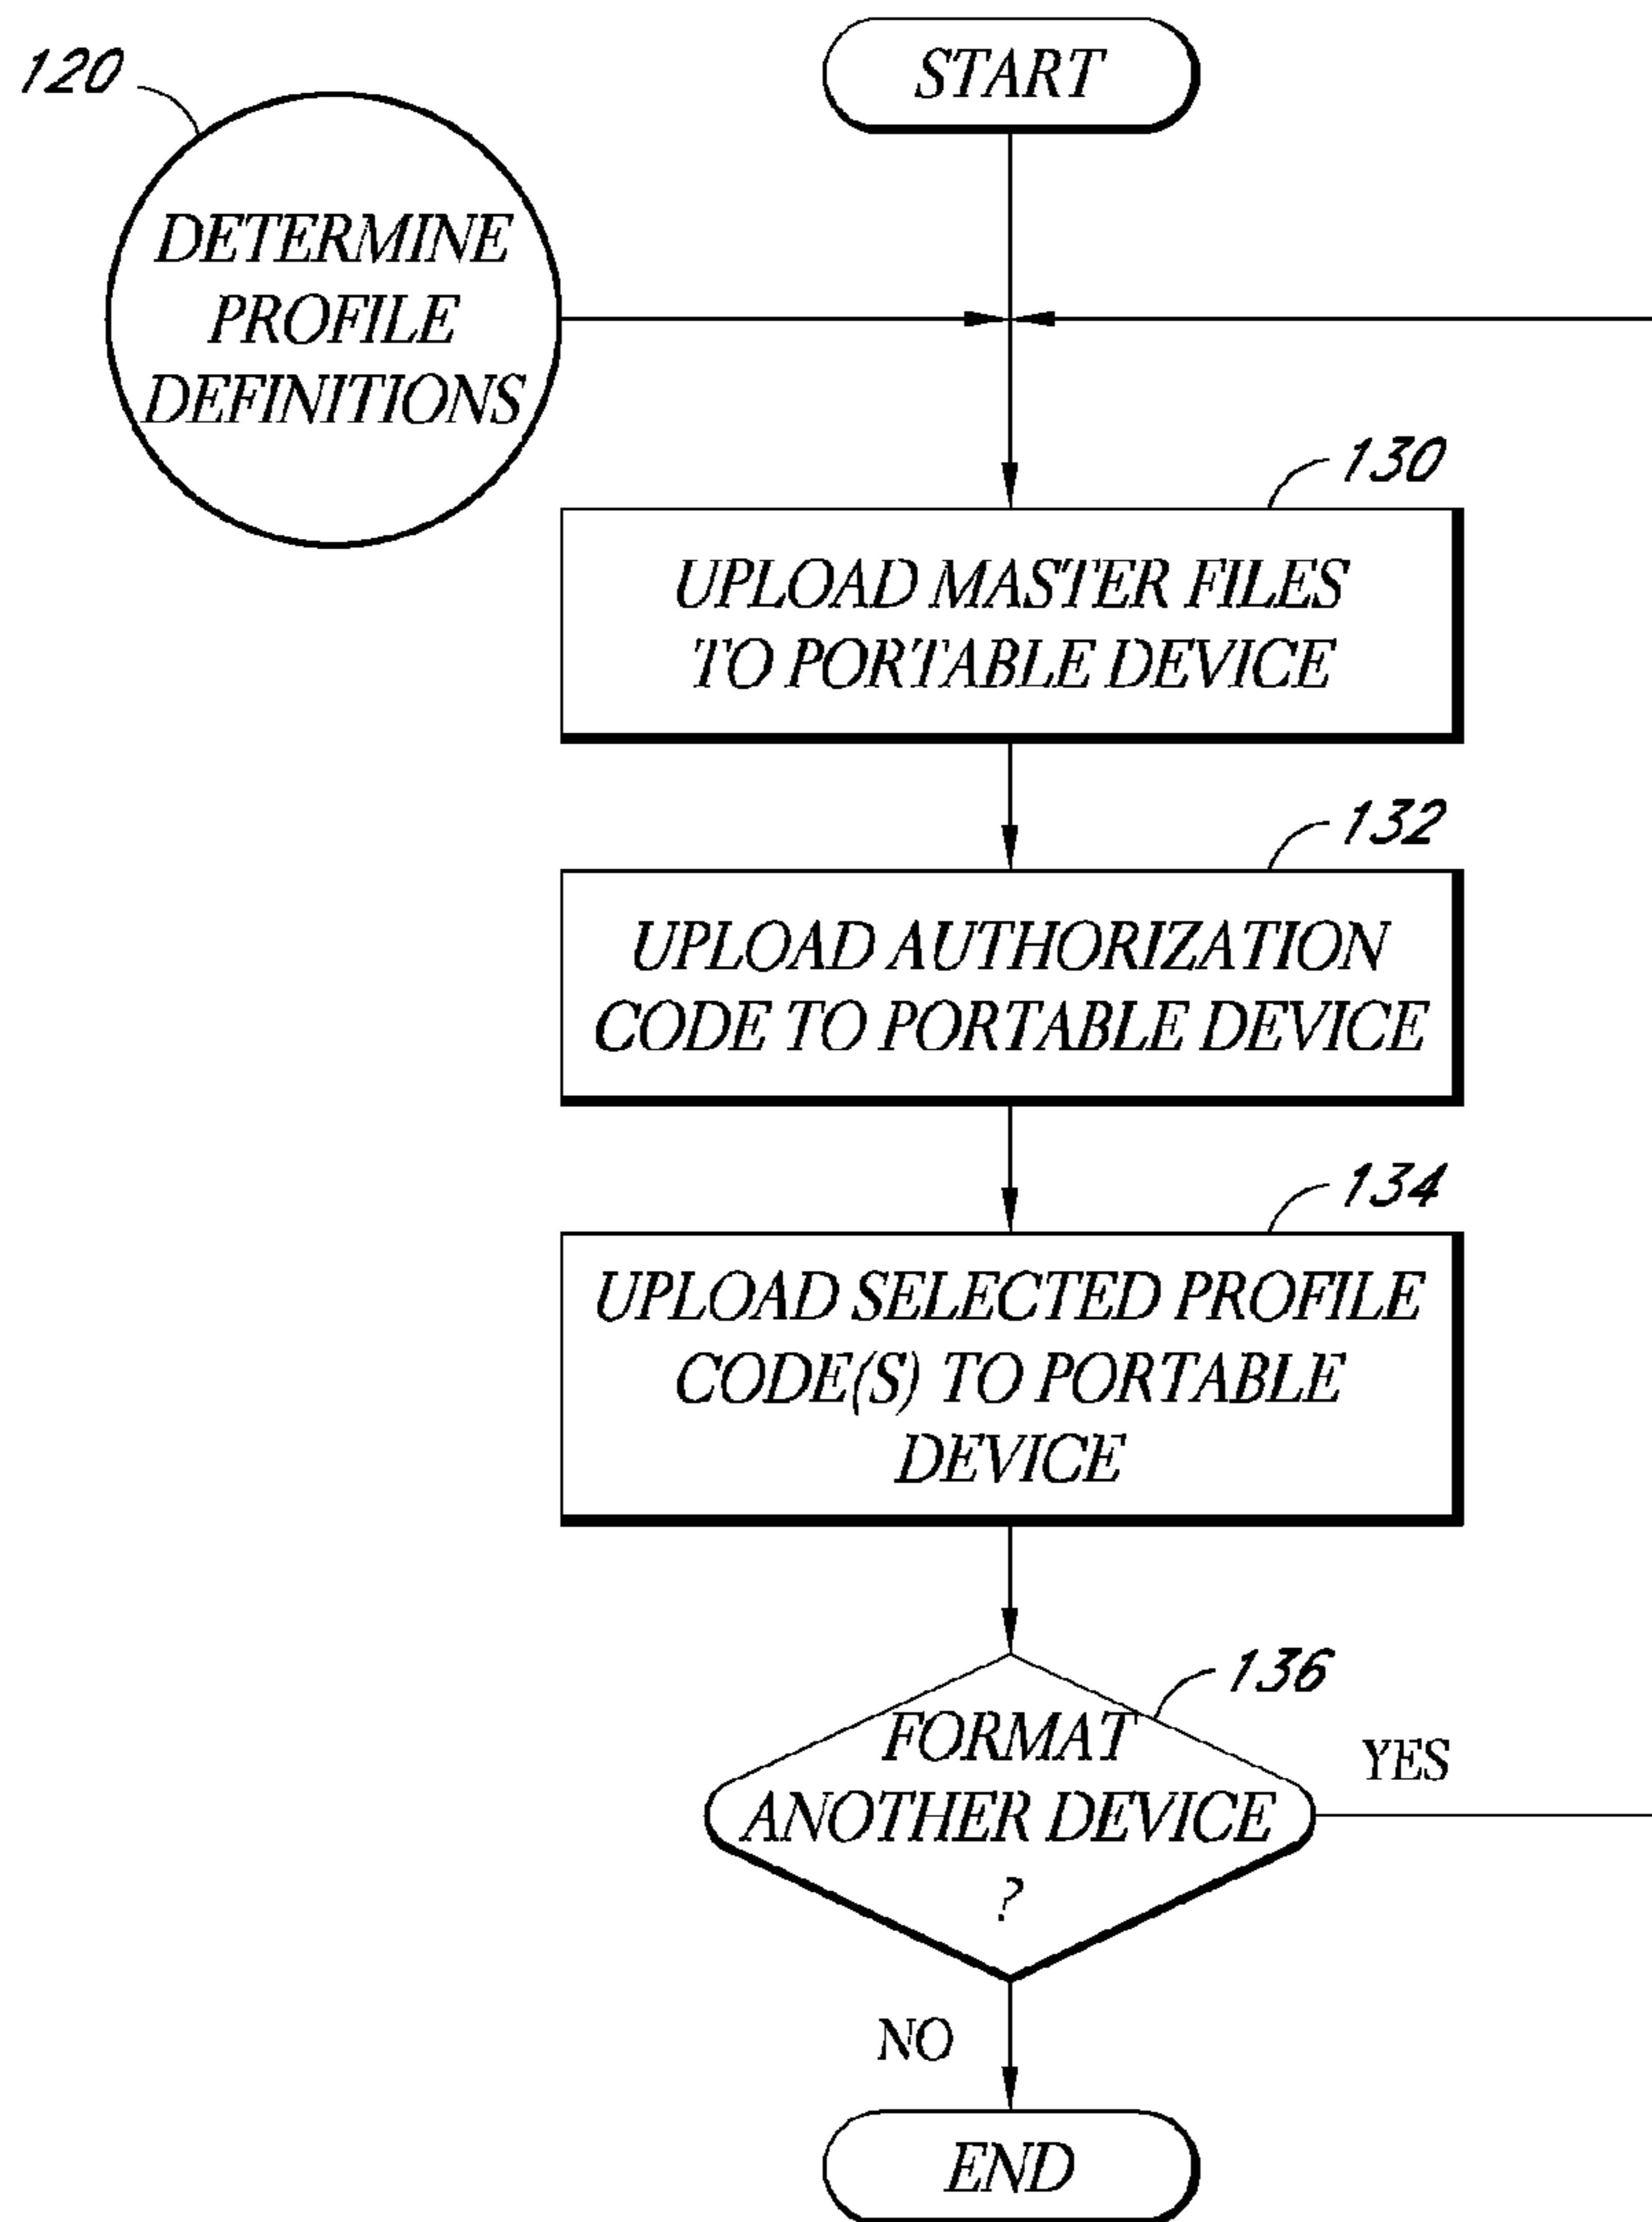 START
120
DETERMINE
PROFILE
DEFINITIONS
130
UPLOAD MASTER FILES
TO PORTABLE DEVICE
132
UPLOAD AUTHORIZATION
CODE TO PORTABLE DEVICE
134
UPLOAD SELECTED PROFILE
CODE(S) TO PORTABLE
DEVICE
136
FORMAT
ANOTHER DEVICE
?
YES
NO
END